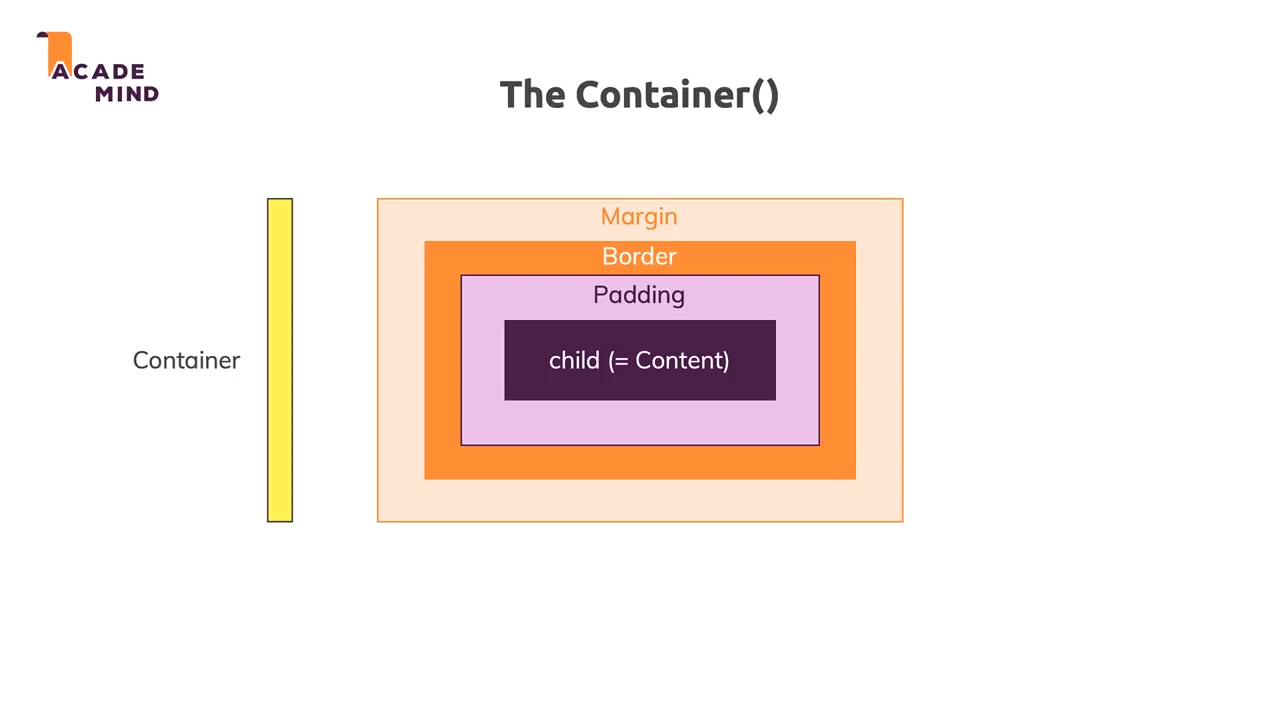 ACADE
MIND
The Container()
Margin
Border
Padding
Container
child (= Content)